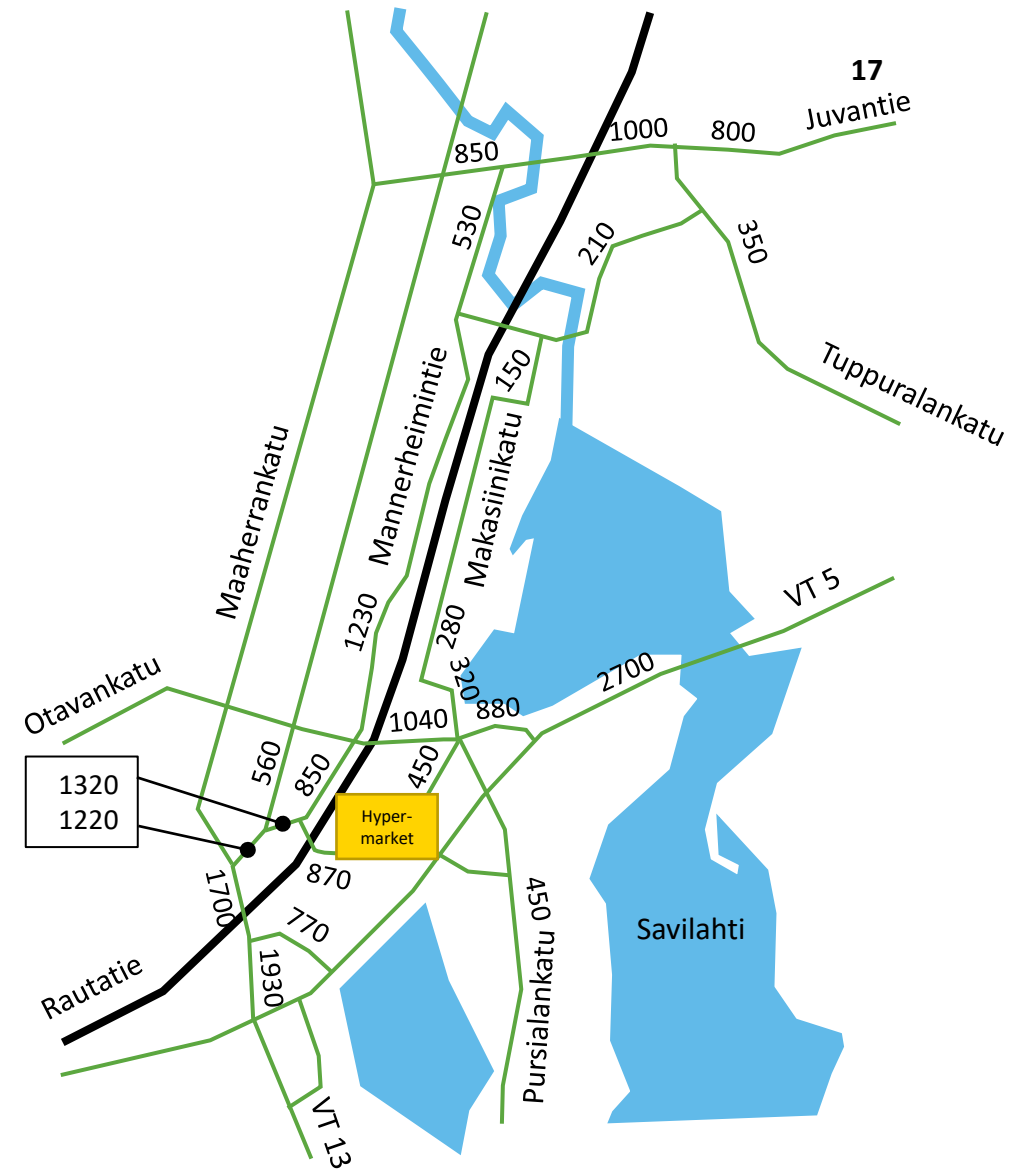 17
Juvantie
1000
800
850
530
210
350
150
Tuppuralankatu
Mannerheimintie
Makasiinikatu
Maaherrankatu
VT 5
1230
280
320
2700
Otavankatu
1040
880
560
850
450
1320
1220
Hyper-
market
870
1700
450
770
Savilahti
1930
Rautatie
Pursialankatu
VT 13